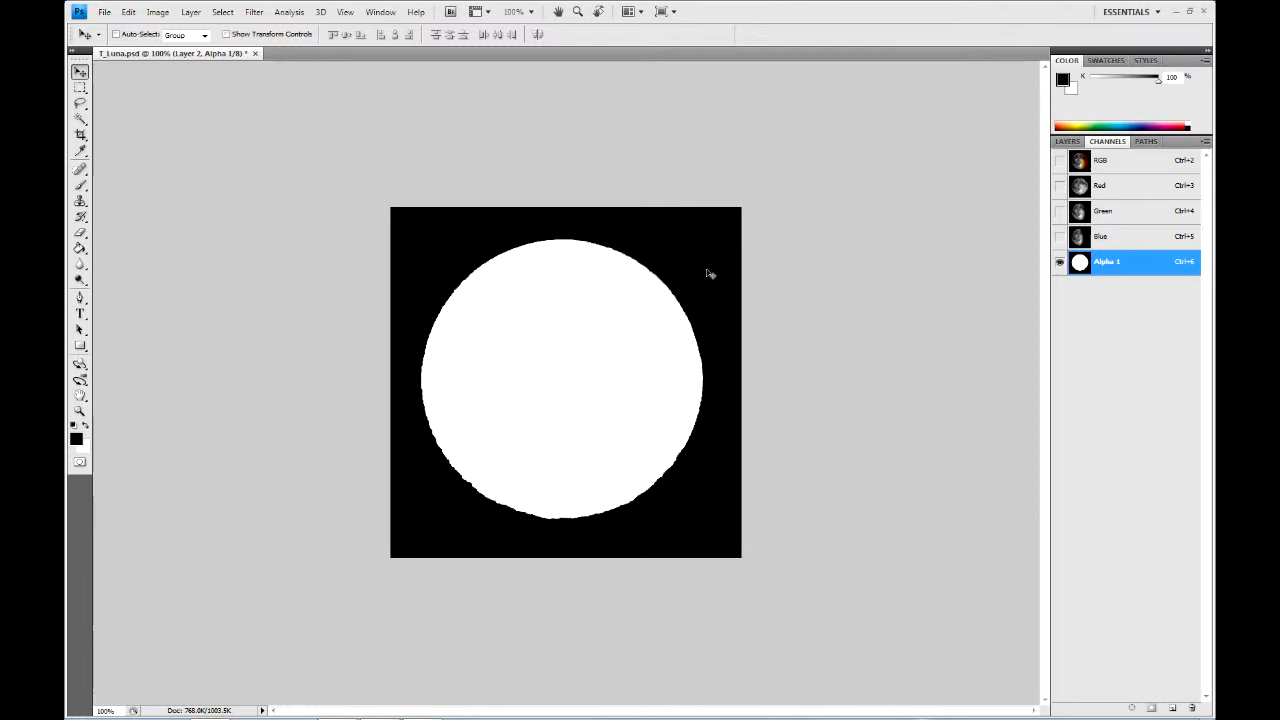 Ps File Edit Image Layer Select Filter Analysis 3D View Window Help Br 100% ESSENTIALS
Auto-Select: Group Show Transform Controls
T_Luna.psd @ 100% (Layer 2, Alpha 1/8) *
COLOR SWATCHES STYLES
K 100 %
LAYERS CHANNELS PATHS
RGB Ctrl+2
Red Ctrl+3
Green Ctrl+4
Blue Ctrl+5
Alpha 1 Ctrl+6
T
100% Doc: 768.0K/1003.5K